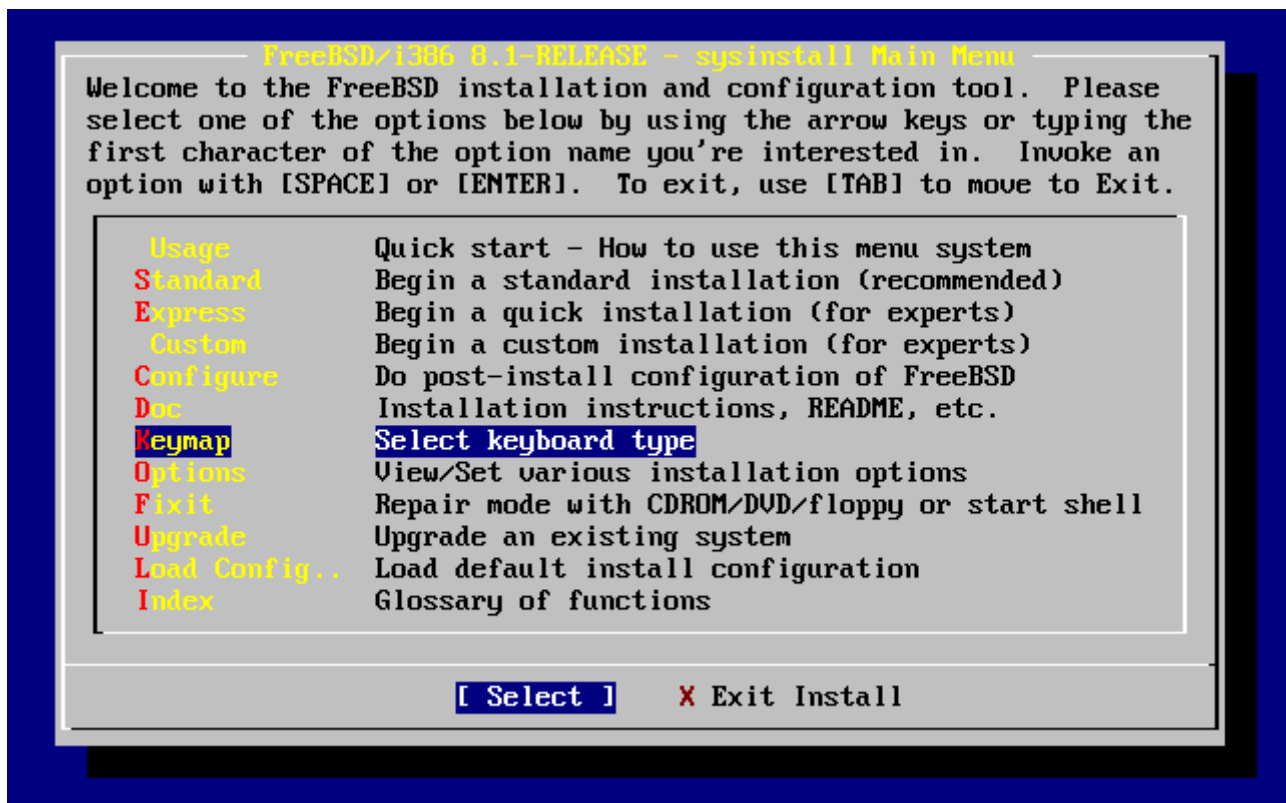 FreeBSD/i386 8.1-RELEASE - sysinstall Main Menu
Welcome to the FreeBSD installation and configuration tool.  Please
select one of the options below by using the arrow keys or typing the
first character of the option name you're interested in.  Invoke an
option with [SPACE] or [ENTER].  To exit, use [TAB] to move to Exit.
Usage Quick start - How to use this menu system
Standard Begin a standard installation (recommended)
Express Begin a quick installation (for experts)
Custom Begin a custom installation (for experts)
Configure Do post-install configuration of FreeBSD
Doc Installation instructions, README, etc.
Keymap Select keyboard type
Options View/Set various installation options
Fixit Repair mode with CDROM/DVD/floppy or start shell
Upgrade Upgrade an existing system
Load Config.. Load default install configuration
Index Glossary of functions
[ Select ] X Exit Install